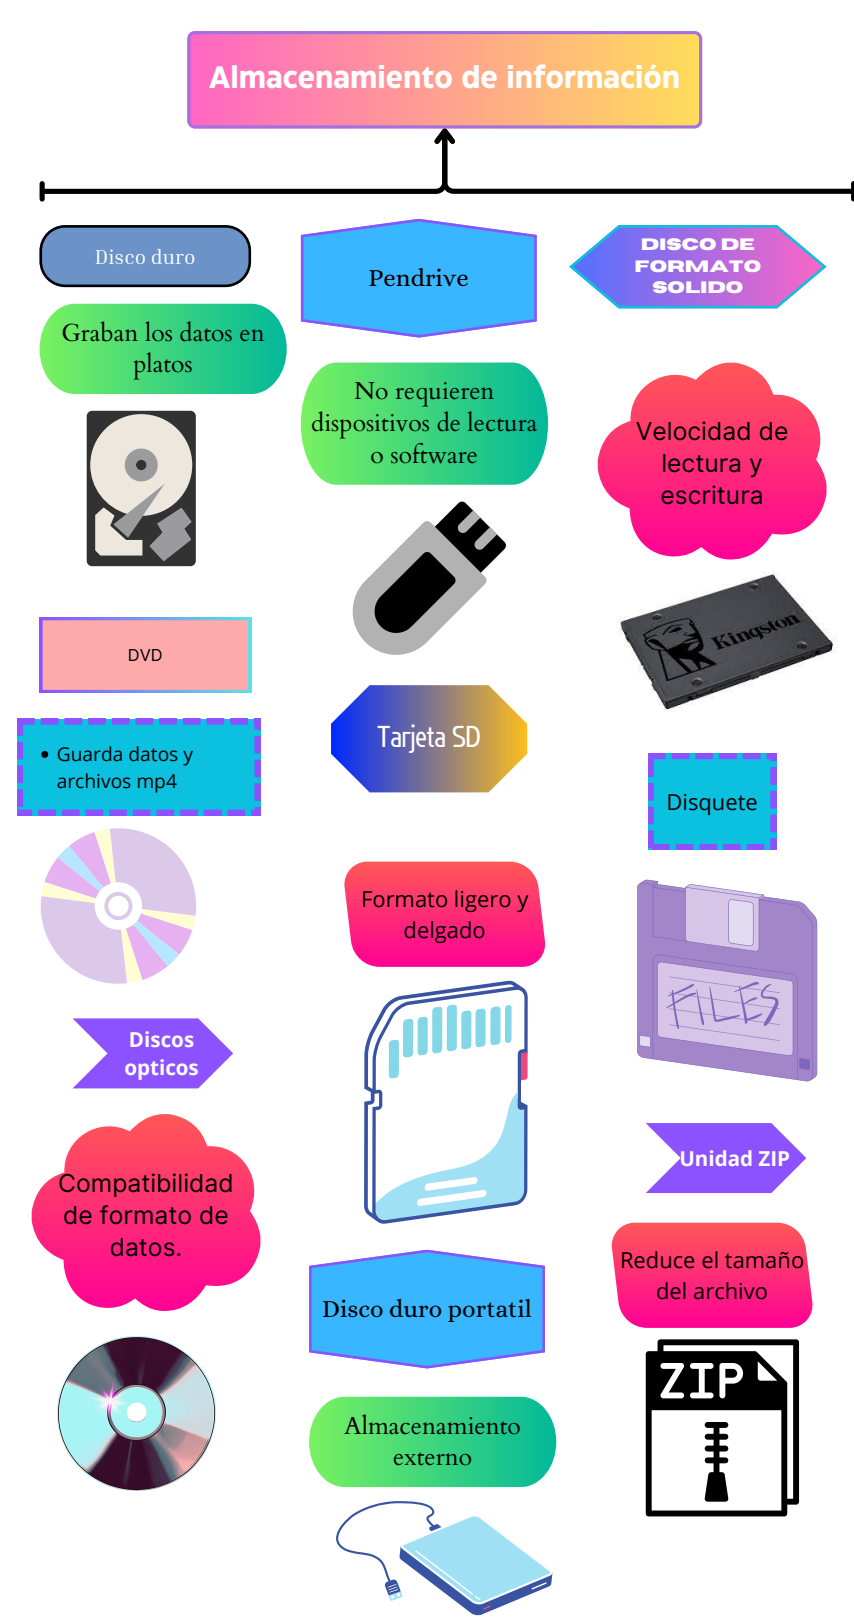 Almacenamiento de información
Disco duro
Graban los datos en
platos
DVD
• Guarda datos y
archivos mp4
Discos
opticos
Compatibilidad
de formato de
datos.
Pendrive
No requieren
dispositivos de lectura
o software
Tarjeta SD
Formato ligero y
delgado
Disco duro portatil
Almacenamiento
externo
DISCO DE
FORMATO
SOLIDO
Velocidad de
lectura y
escritura
Kingston
Disquete
FILES
Unidad ZIP
Reduce el tamaño
del archivo
ZIP